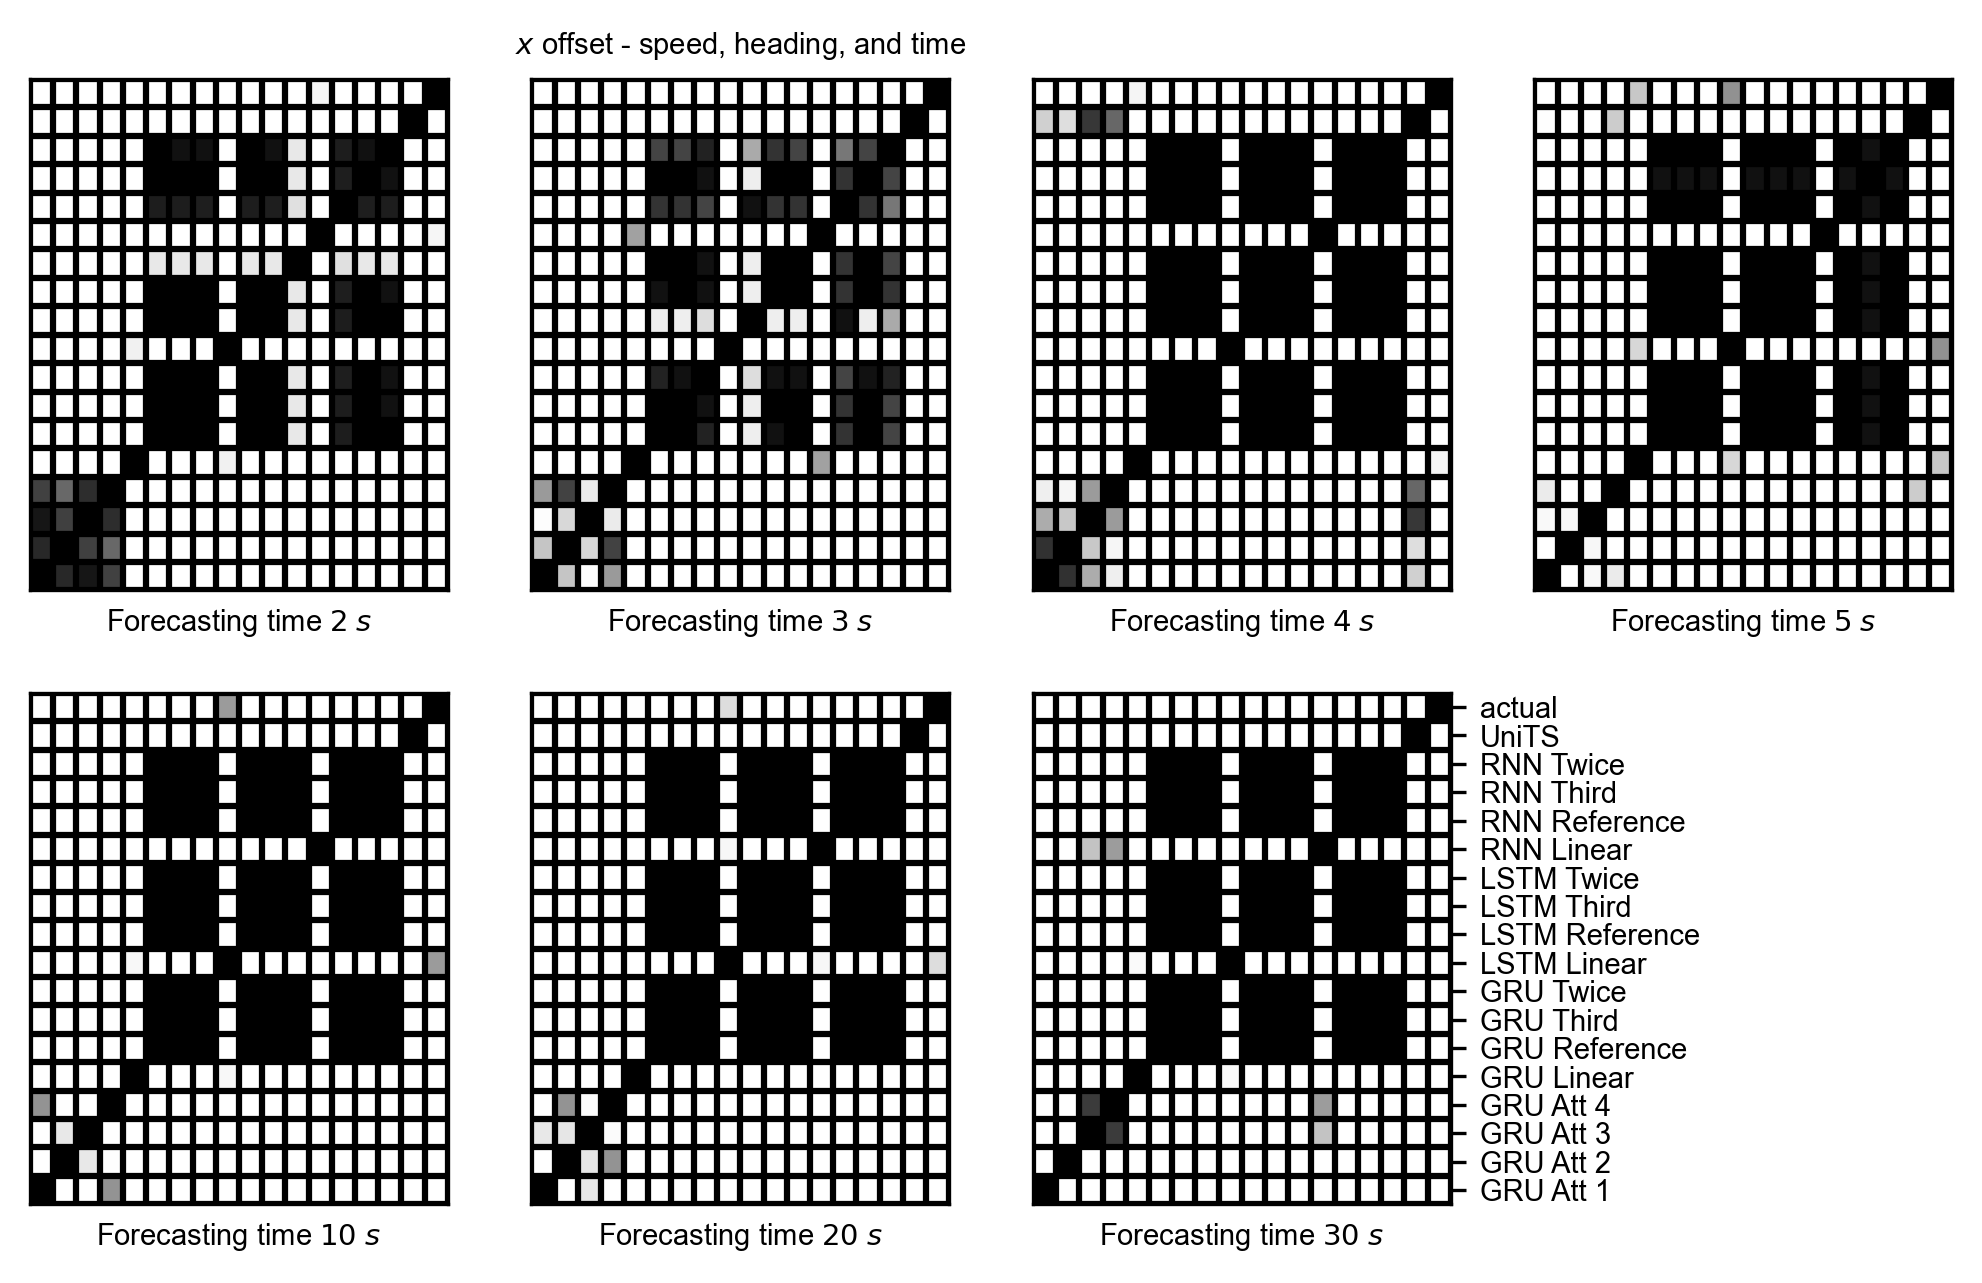 x offset - speed, heading, and time
Forecasting time 2 s
Forecasting time 3 s
Forecasting time 4 s
Forecasting time 5 s
actual
UniTS
RNN Twice
RNN Third
RNN Reference
RNN Linear
LSTM Twice
LSTM Third
LSTM Reference
LSTM Linear
GRU Twice
GRU Third
GRU Reference
GRU Linear
GRU Att 4
GRU Att 3
GRU Att 2
GRU Att 1
Forecasting time 10 s
Forecasting time 20 s
Forecasting time 30 s